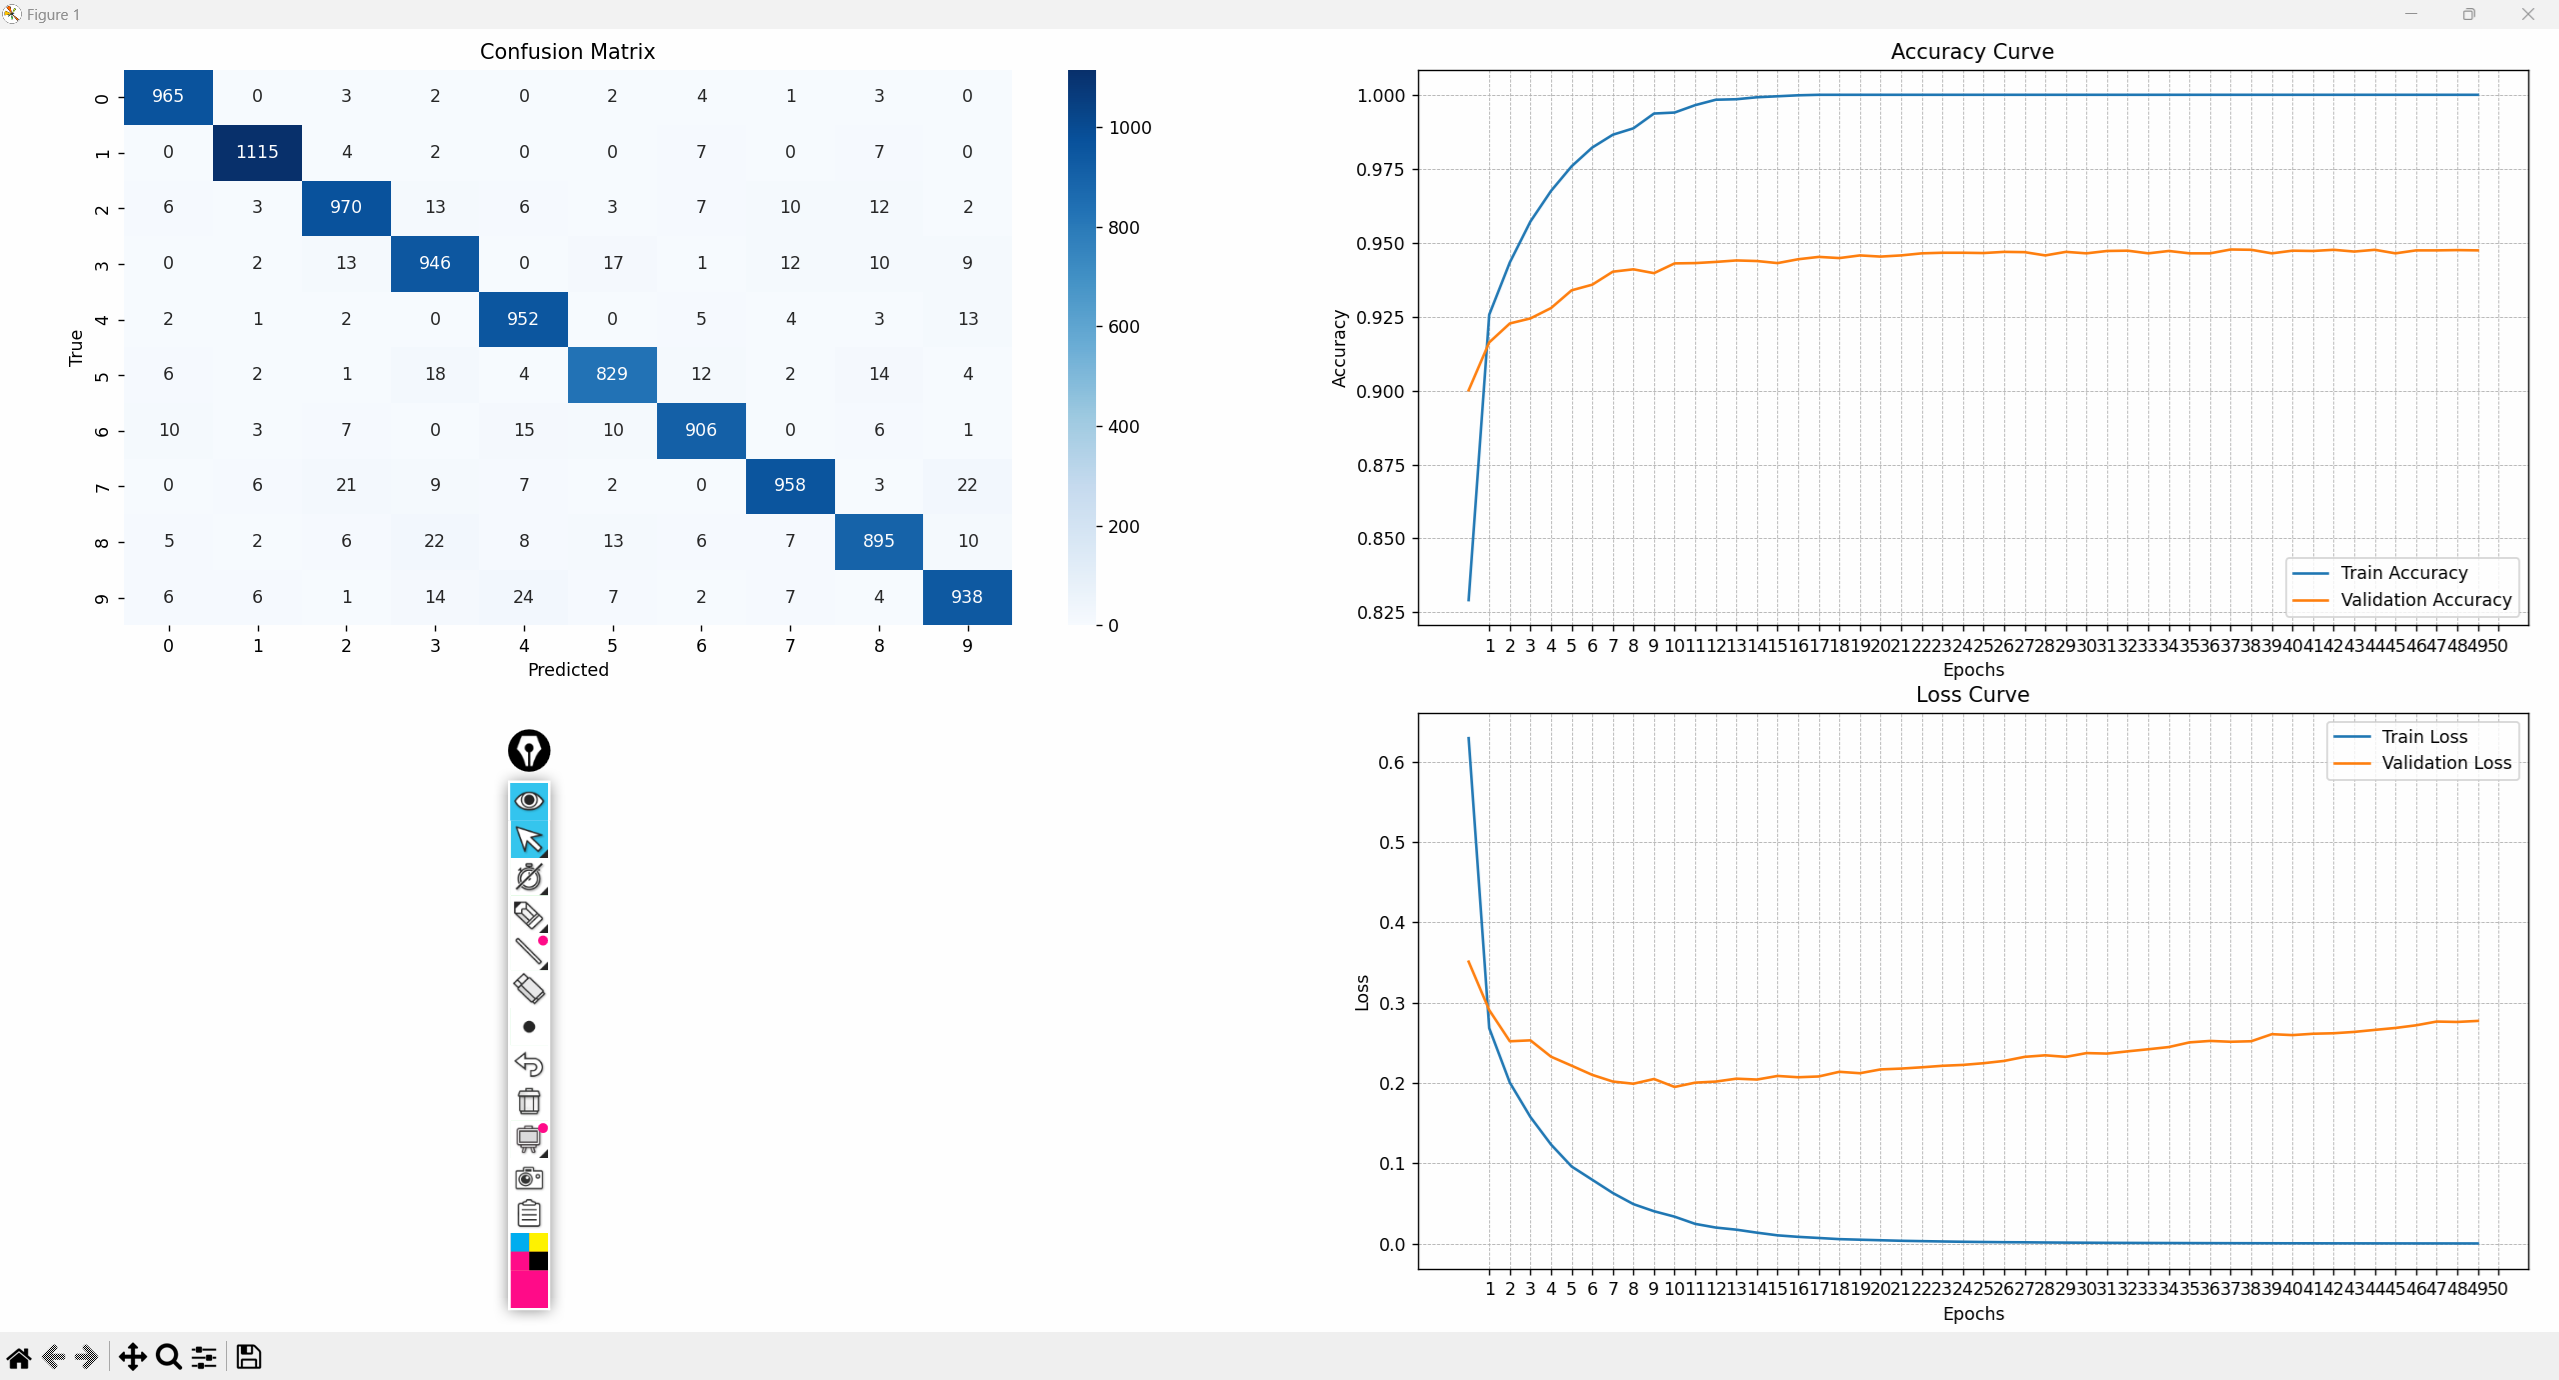 Figure 1
Confusion Matrix
0 965 0 3 2 0 2 4 1 3 0
1 0 1115 4 2 0 0 7 0 7 0
2 6 3 970 13 6 3 7 10 12 2
3 0 2 13 946 0 17 1 12 10 9
4 2 1 2 0 952 0 5 4 3 13
5 6 2 1 18 4 829 12 2 14 4
6 10 3 7 0 15 10 906 0 6 1
7 0 6 21 9 7 2 0 958 3 22
8 5 2 6 22 8 13 6 7 895 10
9 6 6 1 14 24 7 2 7 4 938
True
0 1 2 3 4 5 6 7 8 9
Predicted
1000
800
600
400
200
0
Accuracy Curve
1.000
0.975
0.950
0.925
0.900
0.875
0.850
0.825
Accuracy
Train Accuracy
Validation Accuracy
1 2 3 4 5 6 7 8 9 10 11 12 13 14 15 16 17 18 19 20 21 22 23 24 25 26 27 28 29 30 31 32 33 34 35 36 37 38 39 40 41 42 43 44 45 46 47 48 49 50
Epochs
Loss Curve
0.6
0.5
0.4
0.3
0.2
0.1
0.0
Loss
Train Loss
Validation Loss
1 2 3 4 5 6 7 8 9 10 11 12 13 14 15 16 17 18 19 20 21 22 23 24 25 26 27 28 29 30 31 32 33 34 35 36 37 38 39 40 41 42 43 44 45 46 47 48 49 50
Epochs